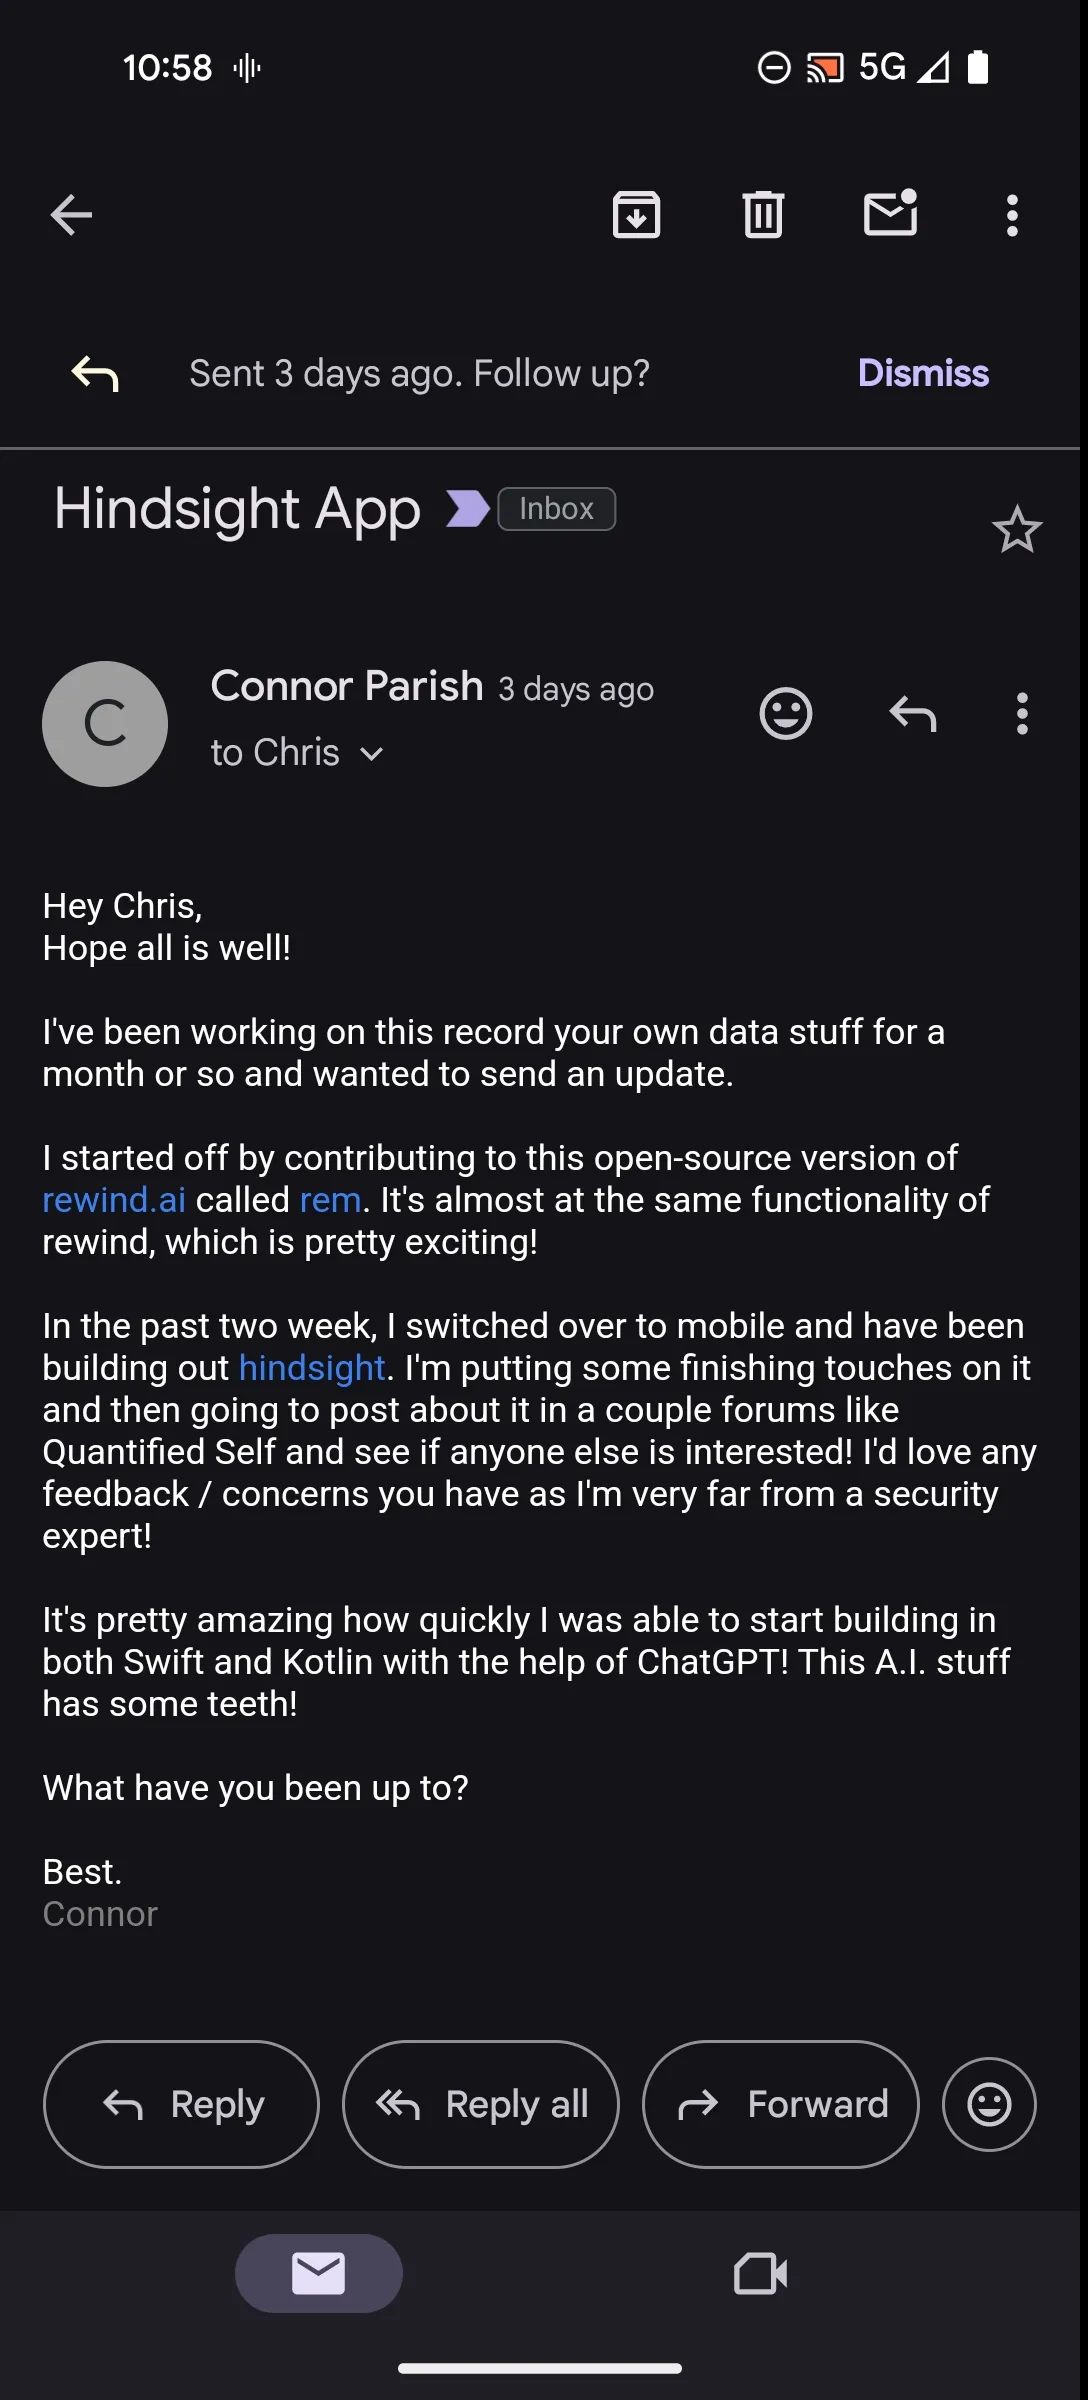 10:58 5G
Sent 3 days ago. Follow up? Dismiss
Hindsight App Inbox
C
Connor Parish 3 days ago
to Chris
Hey Chris,
Hope all is well!
I've been working on this record your own data stuff for a
month or so and wanted to send an update.
I started off by contributing to this open-source version of
rewind.ai called rem. It's almost at the same functionality of
rewind, which is pretty exciting!
In the past two week, I switched over to mobile and have been
building out hindsight. I'm putting some finishing touches on it
and then going to post about it in a couple forums like
Quantified Self and see if anyone else is interested! I'd love any
feedback / concerns you have as I'm very far from a security
expert!
It's pretty amazing how quickly I was able to start building in
both Swift and Kotlin with the help of ChatGPT! This A.I. stuff
has some teeth!
What have you been up to?
Best.
Connor
Reply Reply all Forward